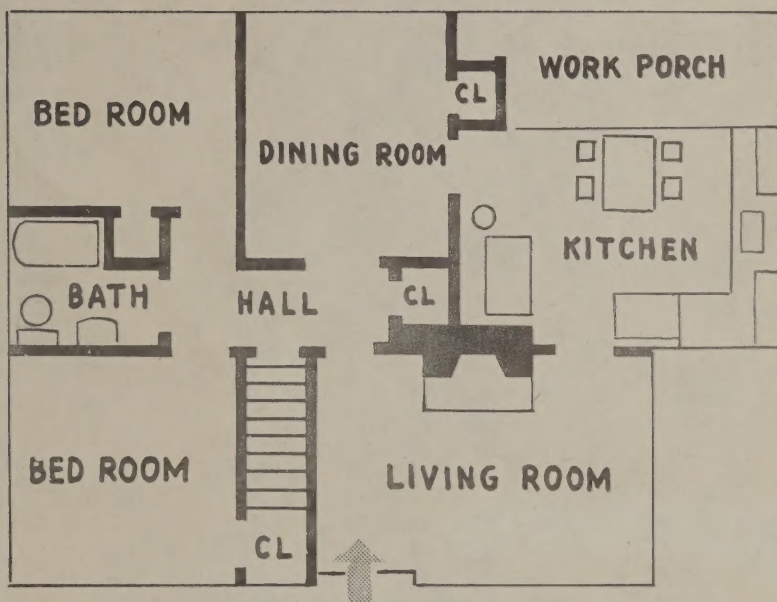 BED ROOM
DINING ROOM
CL
WORK PORCH
KITCHEN
BATH
HALL
CL
BED ROOM
CL
LIVING ROOM